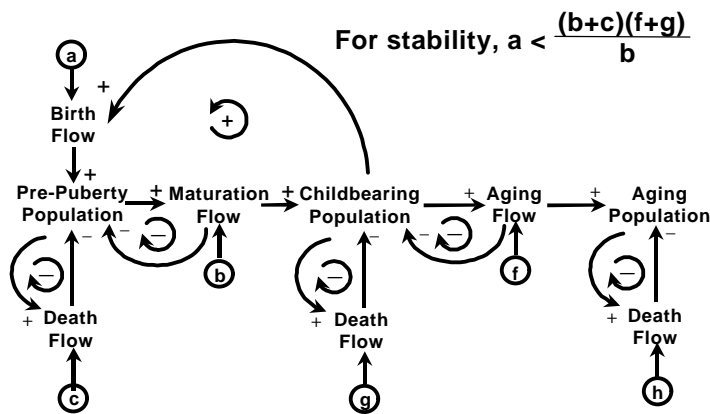 For stability, a < (b+c)(f+g)
b
a
+
Birth
Flow
+
+
Pre-Puberty + Maturation + Childbearing + Aging + Aging
Population Flow Population Flow Population
− − − − − − −
− − −
b f
+ Death + Death + Death
Flow Flow Flow
c g h